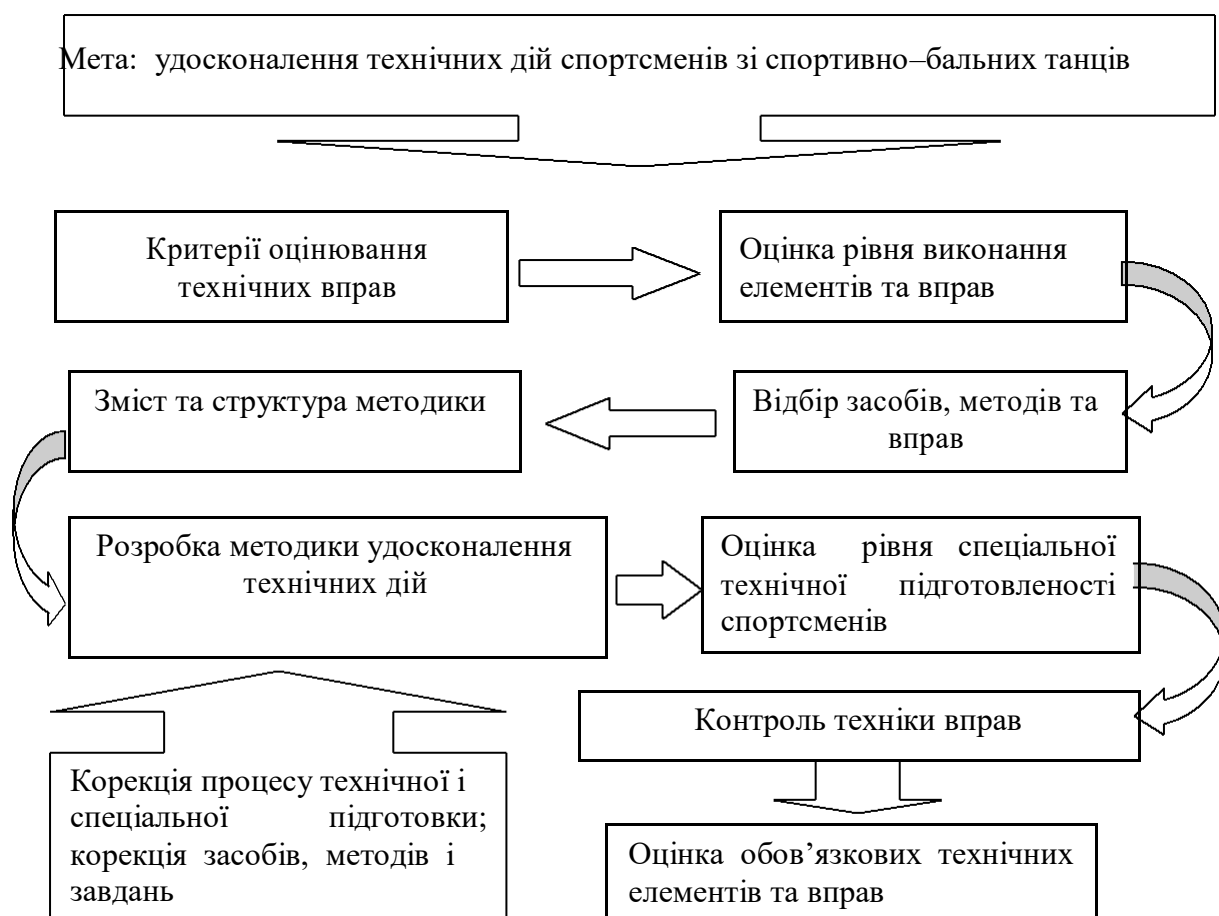 Мета: удосконалення технічних дій спортсменів зі спортивно–бальних танців
Критерії оцінювання
технічних вправ
Оцінка рівня виконання
елементів та вправ
Зміст та структура методики
Відбір засобів, методів та
вправ
Розробка методики удосконалення
технічних дій
Оцінка рівня спеціальної
технічної підготовленості
спортсменів
Контроль техніки вправ
Корекція процесу технічної і
спеціальної підготовки;
корекція засобів, методів і
завдань
Оцінка обов’язкових технічних
елементів та вправ